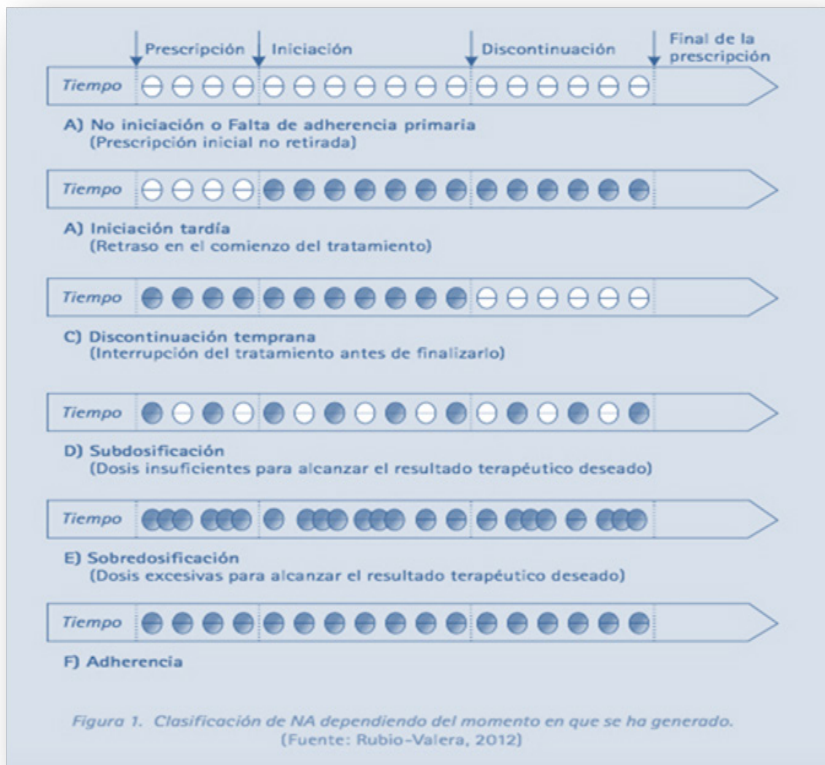 Prescripción Iniciación Discontinuación Final de la
prescripción
Tiempo
A) No iniciación o Falta de adherencia primaria
(Prescripción inicial no retirada)
Tiempo
A) Iniciación tardía
(Retraso en el comienzo del tratamiento)
Tiempo
C) Discontinuación temprana
(Interrupción del tratamiento antes de finalizarlo)
Tiempo
D) Subdosificación
(Dosis insuficientes para alcanzar el resultado terapéutico deseado)
Tiempo
E) Sobredosificación
(Dosis excesivas para alcanzar el resultado terapéutico deseado)
Tiempo
F) Adherencia
Figura 1. Clasificación de NA dependiendo del momento en que se ha generado.
(Fuente: Rubio-Valera, 2012)